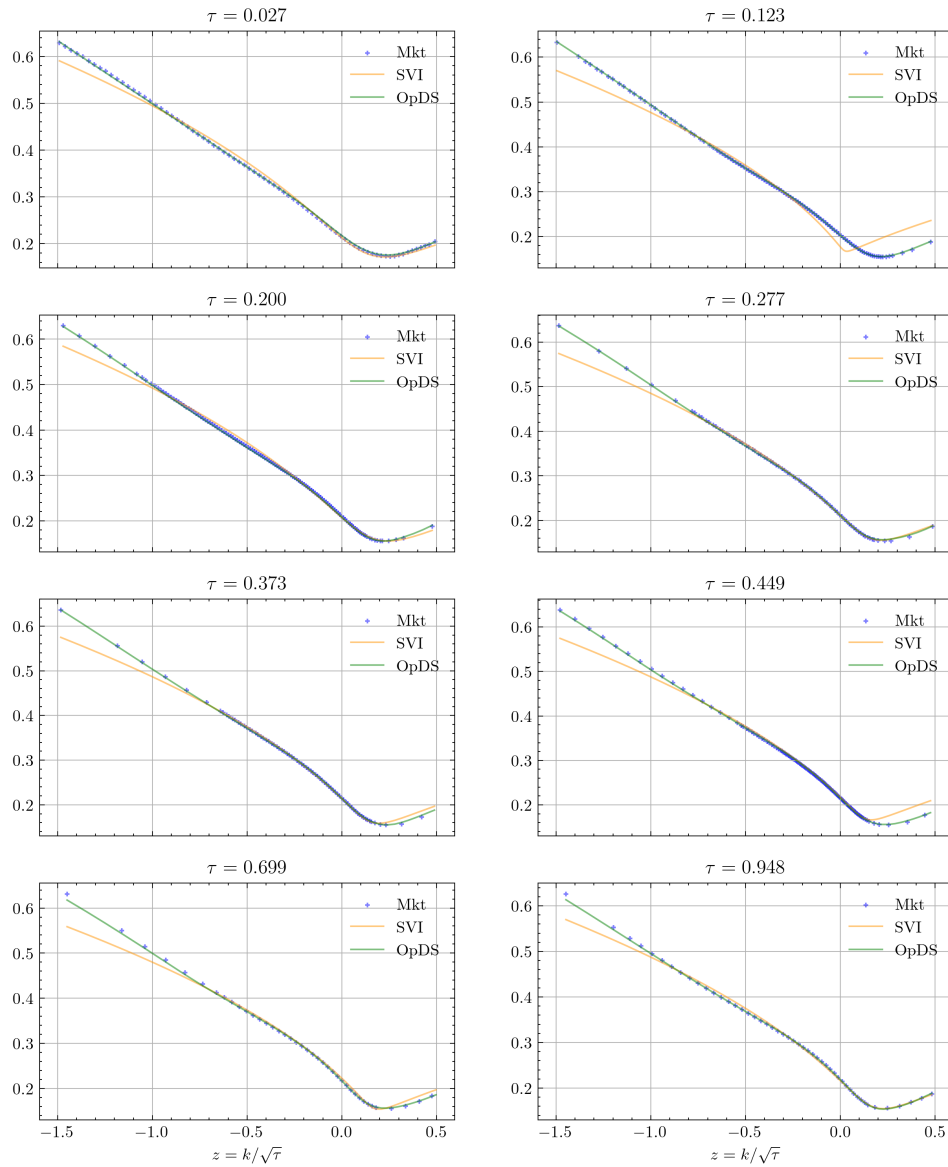 τ = 0.027
0.6
0.5
0.4
0.3
0.2
Mkt
SVI
OpDS
τ = 0.123
0.6
0.5
0.4
0.3
0.2
Mkt
SVI
OpDS
τ = 0.200
0.6
0.5
0.4
0.3
0.2
Mkt
SVI
OpDS
τ = 0.277
0.6
0.5
0.4
0.3
0.2
Mkt
SVI
OpDS
τ = 0.373
0.6
0.5
0.4
0.3
0.2
Mkt
SVI
OpDS
τ = 0.449
0.6
0.5
0.4
0.3
0.2
Mkt
SVI
OpDS
τ = 0.699
0.6
0.5
0.4
0.3
0.2
Mkt
SVI
OpDS
−1.5 −1.0 −0.5 0.0 0.5
z = k/√τ
τ = 0.948
0.6
0.5
0.4
0.3
0.2
Mkt
SVI
OpDS
−1.5 −1.0 −0.5 0.0 0.5
z = k/√τ